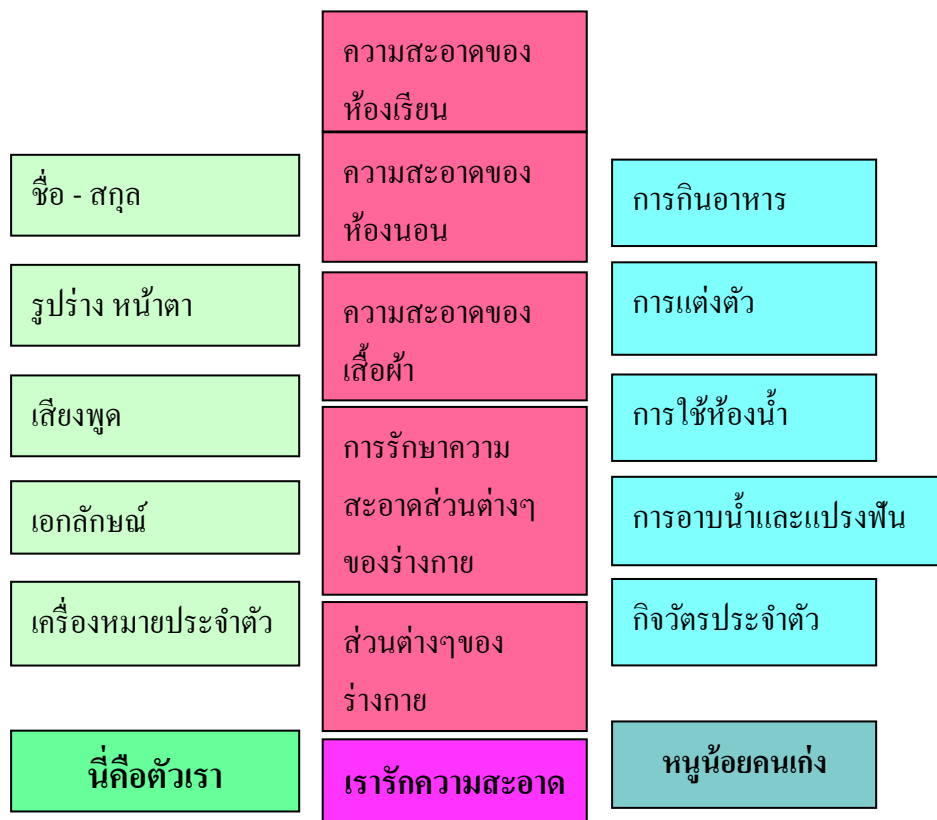 ชื่อ - สกุล
รูปร่าง หน้าตา
เสียงพูด
เอกลักษณ์
เครื่องหมายประจำตัว
นี่คือตัวเรา
ความสะอาดของ
ห้องเรียน
ความสะอาดของ
ห้องนอน
ความสะอาดของ
เสื้อผ้า
การรักษาความ
สะอาดส่วนต่างๆ
ของร่างกาย
ส่วนต่างๆของ
ร่างกาย
เรารักความสะอาด
การกินอาหาร
การแต่งตัว
การใช้ห้องน้ำ
การอาบน้ำและแปรงฟัน
กิจวัตรประจำตัว
หนูน้อยคนเก่ง